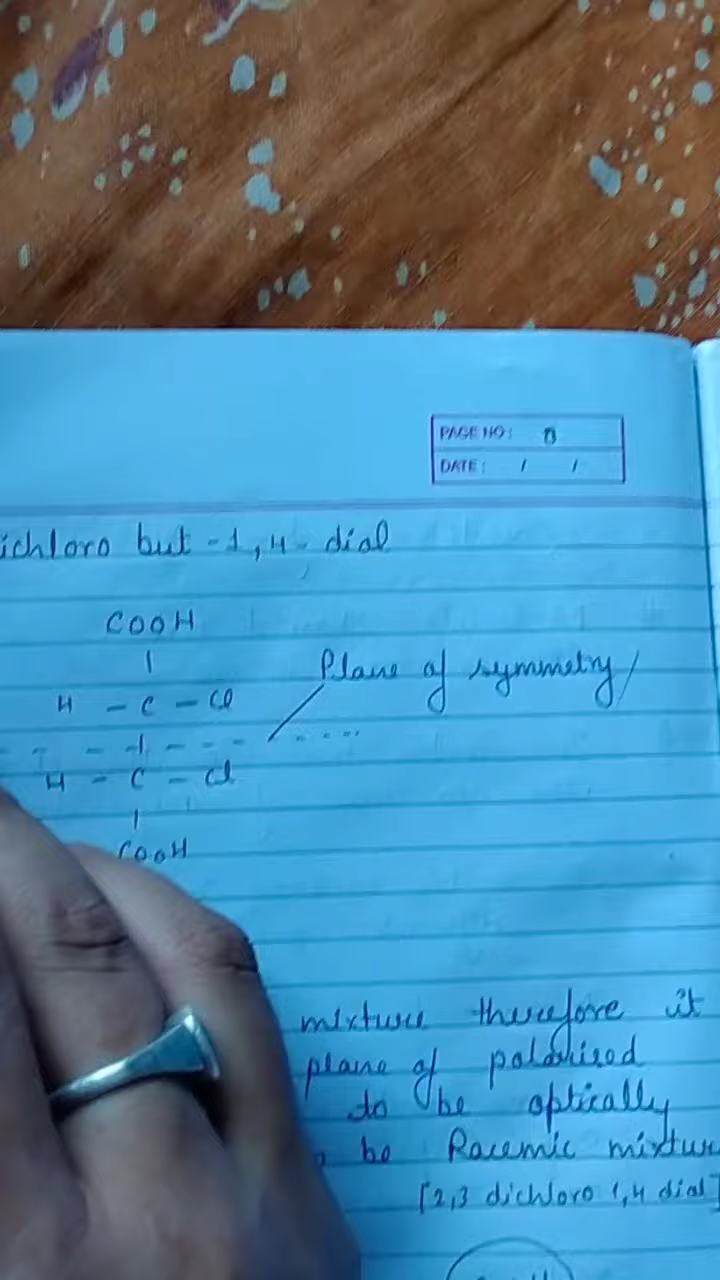 PAGE NO:
DATE: / /
ichloro but -1,4- dial
COOH
|
H - C - Cl
Plane of symmetry/
H - C - Cl
|
COOH
mixture therefore it
plane of polarised
to be optically
be Racemic mixture
[2,3 dichloro 1,4 dial]